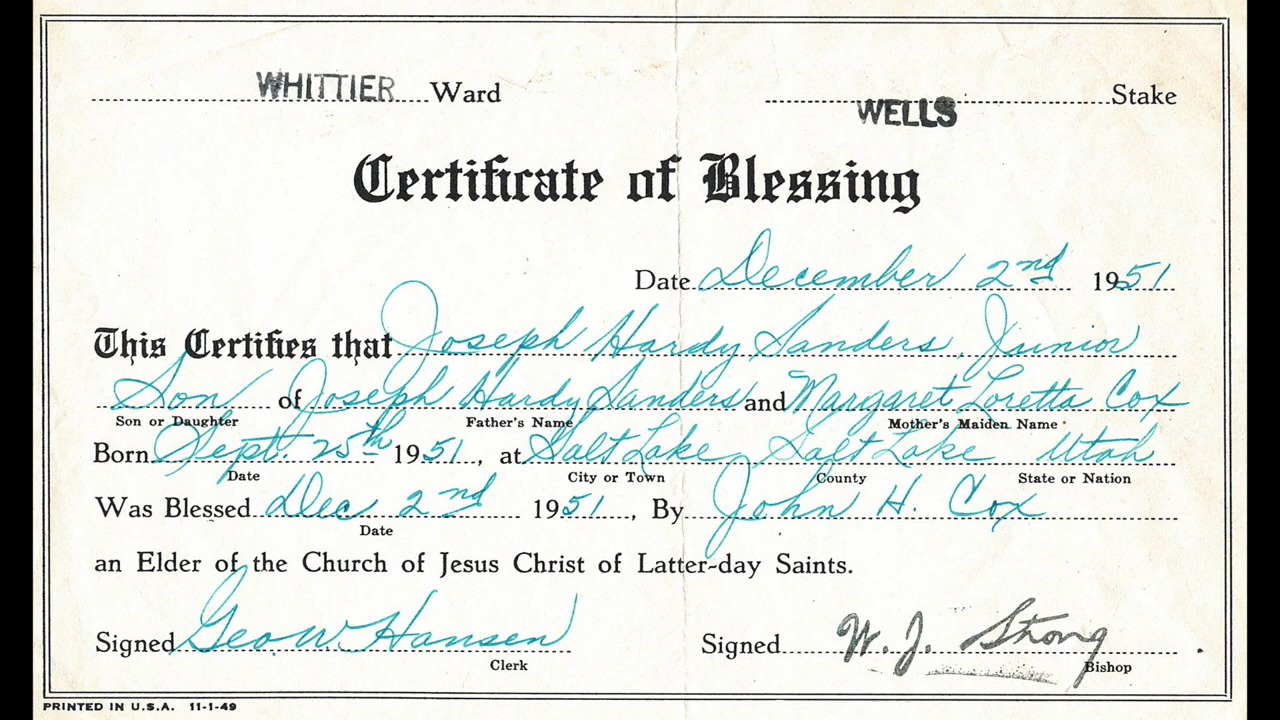 WHITTIER Ward WELLS Stake
Certificate of Blessing
Date December 2nd 1951
This Certifies that Joseph Hardy Sanders, Junior
Son of Joseph Hardy Sanders and Margaret Loretta Cox
Son or Daughter Father's Name Mother's Maiden Name
Born Sept. 25th 1951, at Salt Lake, Salt Lake Utah
Date City or Town County State or Nation
Was Blessed Dec 2nd 1951, By John H. Cox
Date
an Elder of the Church of Jesus Christ of Latter-day Saints.
Signed Geo. W. Hansen Signed W. J. Strong
Clerk Bishop
PRINTED IN U.S.A. 11-1-49